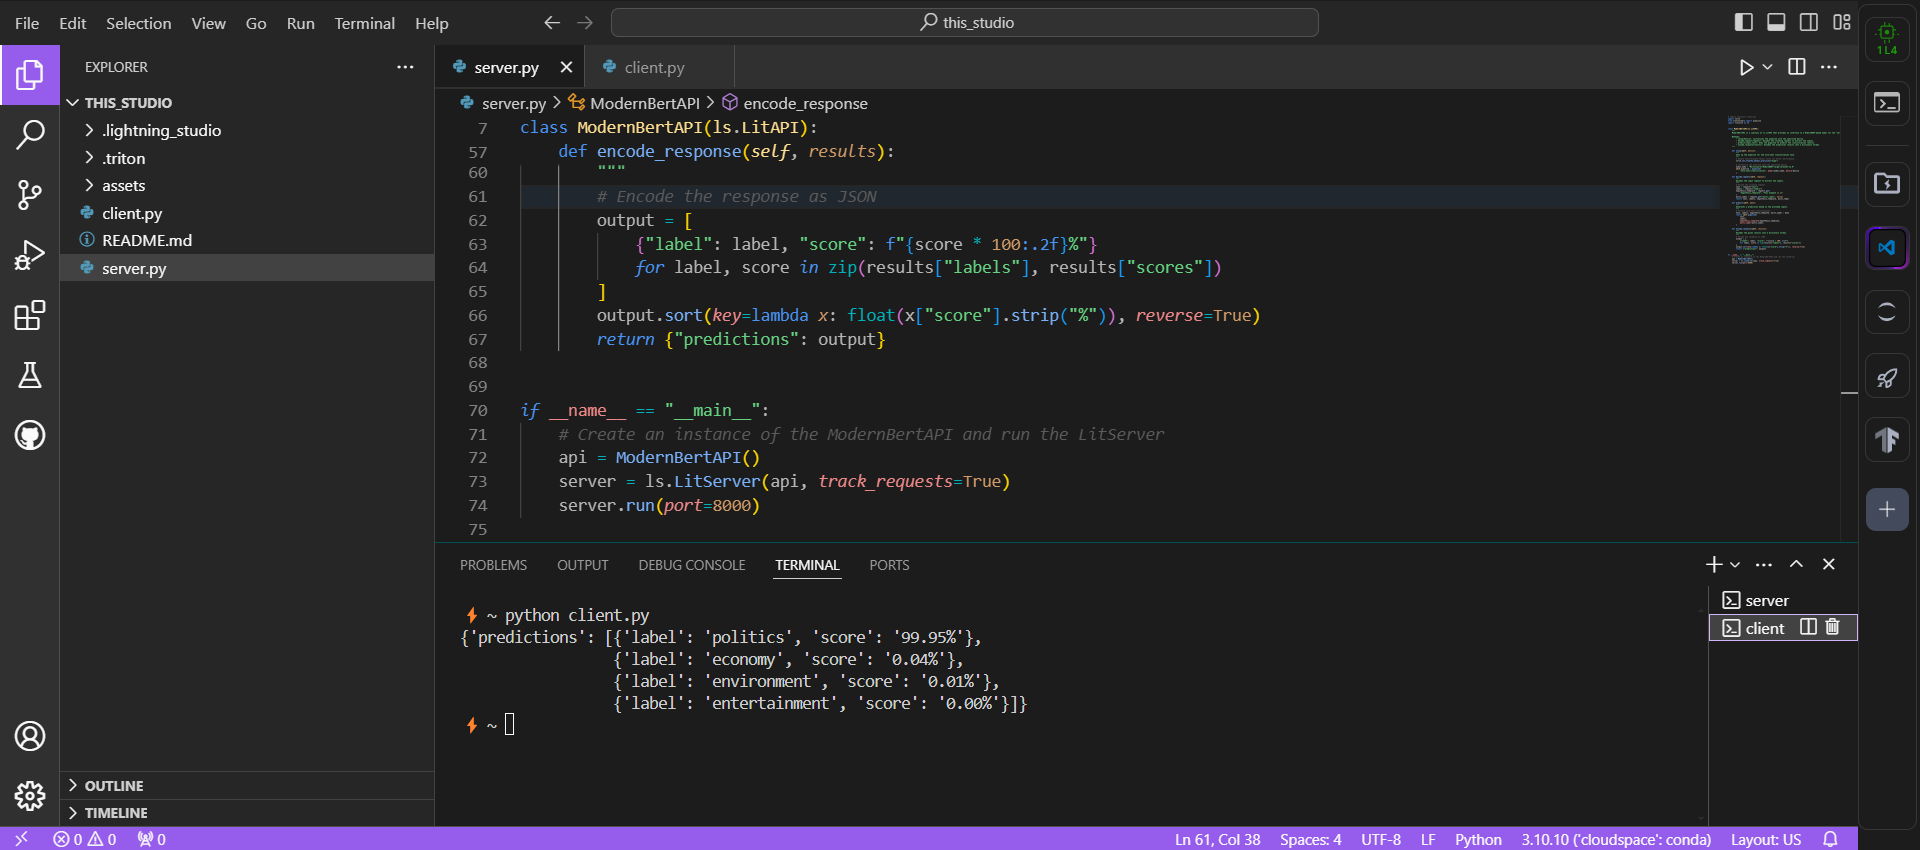 File Edit Selection View Go Run Terminal Help this_studio
EXPLORER
THIS_STUDIO
.lightning_studio
.triton
assets
client.py
README.md
server.py
OUTLINE
TIMELINE
server.py client.py
server.py > ModernBertAPI > encode_response
7 class ModernBertAPI(ls.LitAPI):
57 def encode_response(self, results):
60 """
61 # Encode the response as JSON
62 output = [
63 {"label": label, "score": f"{score * 100:.2f}%"}
64 for label, score in zip(results["labels"], results["scores"])
65 ]
66 output.sort(key=lambda x: float(x["score"].strip("%")), reverse=True)
67 return {"predictions": output}
68
69
70 if __name__ == "__main__":
71 # Create an instance of the ModernBertAPI and run the LitServer
72 api = ModernBertAPI()
73 server = ls.LitServer(api, track_requests=True)
74 server.run(port=8000)
75
PROBLEMS OUTPUT DEBUG CONSOLE TERMINAL PORTS
~ python client.py
{'predictions': [{'label': 'politics', 'score': '99.95%'},
{'label': 'economy', 'score': '0.04%'},
{'label': 'environment', 'score': '0.01%'},
{'label': 'entertainment', 'score': '0.00%'}]}
~
server
client
1 L4
0 0 0 Ln 61, Col 38 Spaces: 4 UTF-8 LF Python 3.10.10 ('cloudspace': conda) Layout: US